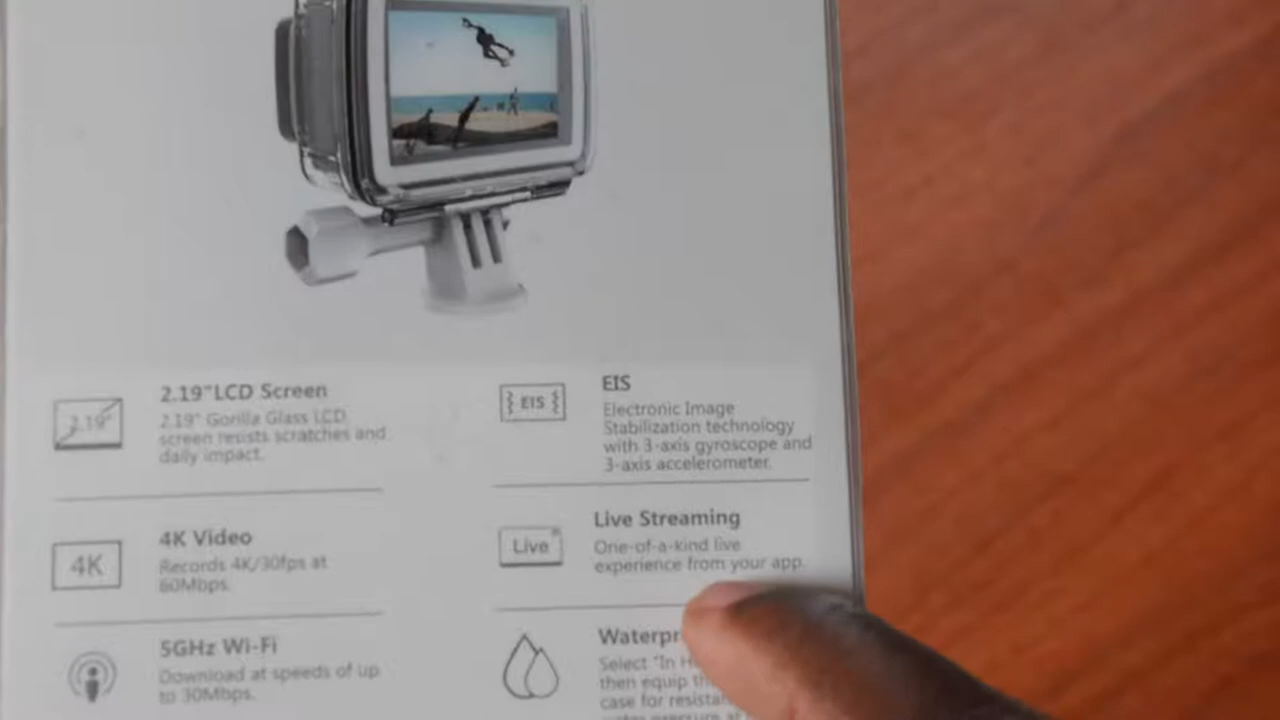 2.19"
2.19"LCD Screen
2.19" Gorilla Glass LCD
screen resists scratches and
daily impact.
EIS
EIS
Electronic Image
Stabilization technology
with 3-axis gyroscope and
3-axis accelerometer.
4K
4K Video
Records 4K/30fps at
60Mbps.
Live
Live Streaming
One-of-a-kind live
experience from your app.
5GHz Wi-Fi
Download at speeds of up
to 30Mbps.
Select "In
then equip
case for